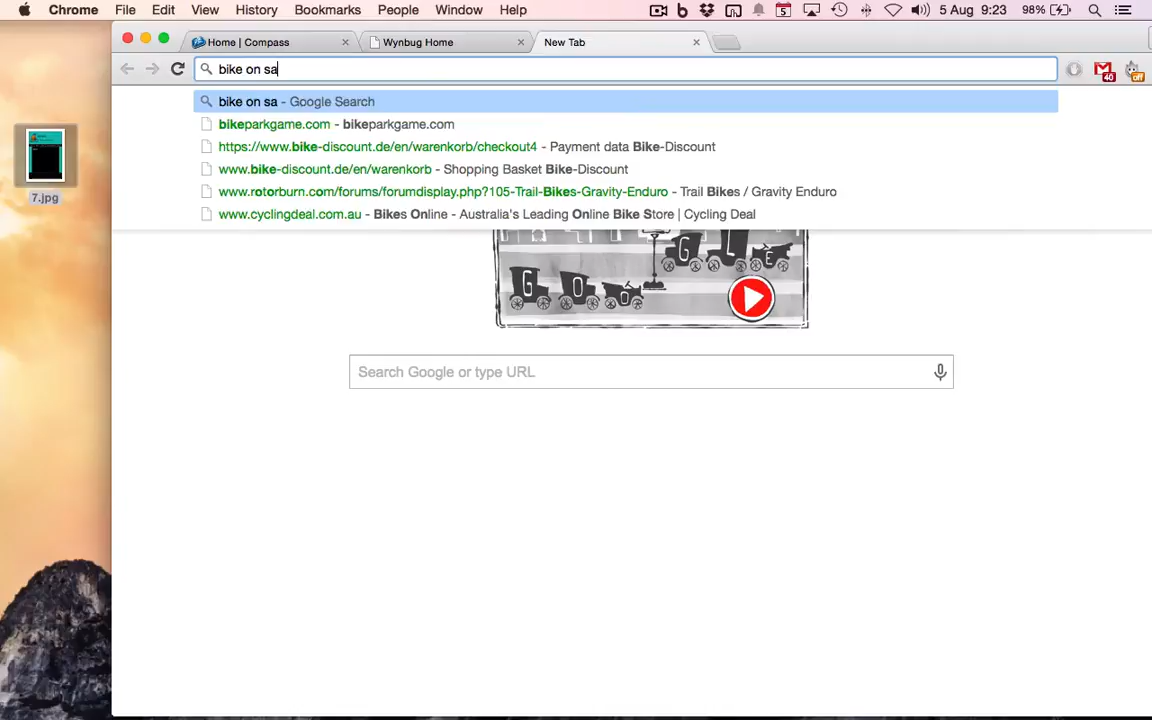 Chrome File Edit View History Bookmarks People Window Help 5 5 Aug 9:23 98%
Home | Compass Wynbug Home New Tab
bike on sa 40 off
bike on sa - Google Search
bikeparkgame.com - bikeparkgame.com
https://www.bike-discount.de/en/warenkorb/checkout4 - Payment data Bike-Discount
www.bike-discount.de/en/warenkorb - Shopping Basket Bike-Discount
www.rotorburn.com/forums/forumdisplay.php?105-Trail-Bikes-Gravity-Enduro - Trail Bikes / Gravity Enduro
www.cyclingdeal.com.au - Bikes Online - Australia's Leading Online Bike Store | Cycling Deal
7.jpg
G L E
G O O
Search Google or type URL